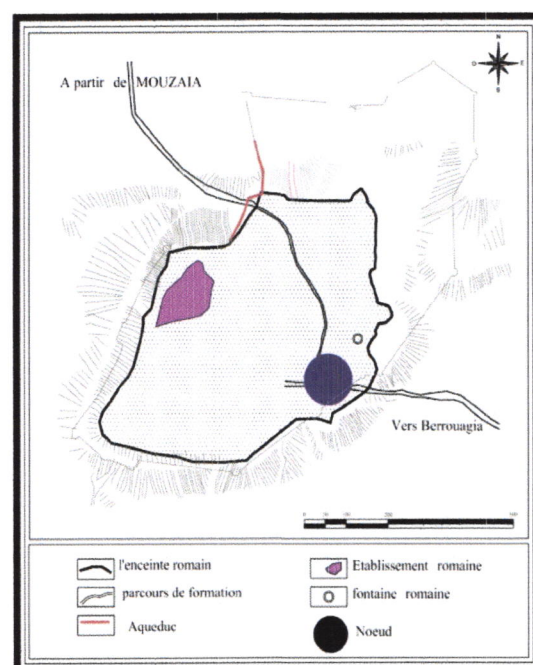 N
O E
S
A partir de MOUZAIA
Vers Berrouagia
l'enceinte romain
parcours de formation
Aqueduc
Etablissement romaine
fontaine romaine
Noeud